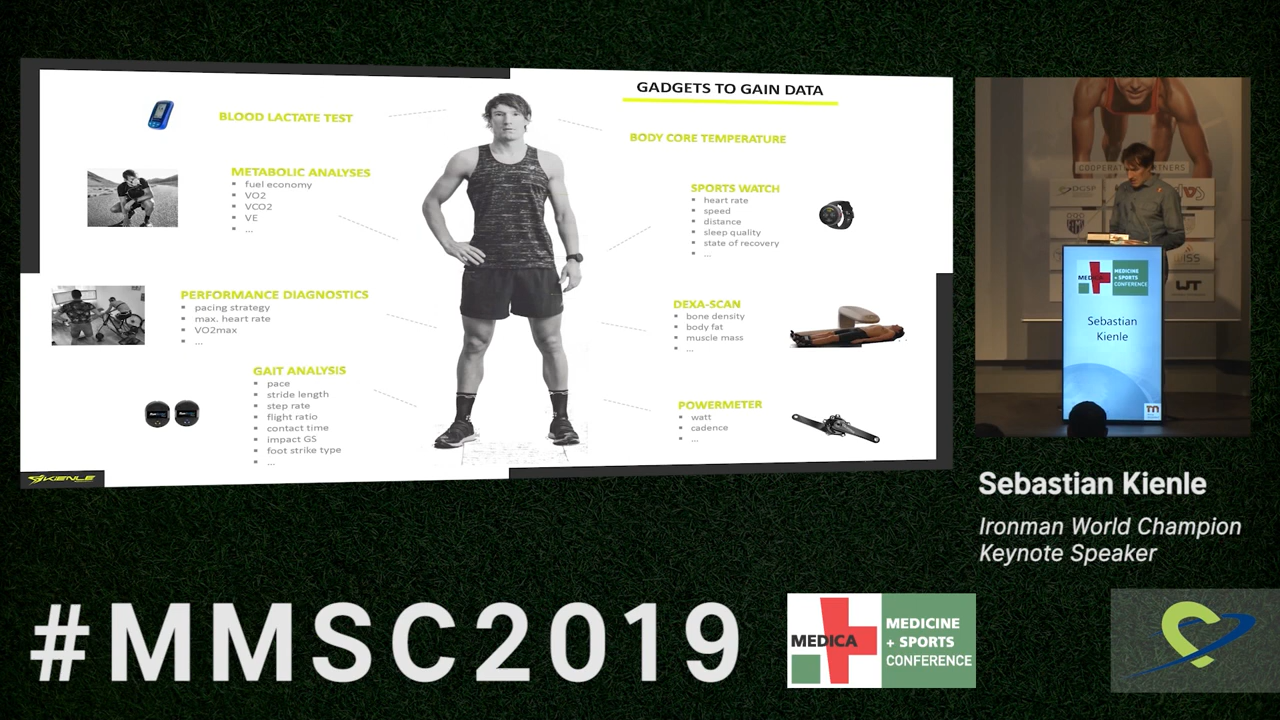 GADGETS TO GAIN DATA
BLOOD LACTATE TEST
METABOLIC ANALYSES
▪ fuel economy
▪ VO2
▪ VCO2
▪ VE
▪ ...
PERFORMANCE DIAGNOSTICS
▪ pacing strategy
▪ max. heart rate
▪ VO2max
▪ ...
GAIT ANALYSIS
▪ pace
▪ stride length
▪ step rate
▪ flight ratio
▪ contact time
▪ impact GS
▪ foot strike type
▪ ...
BODY CORE TEMPERATURE
SPORTS WATCH
▪ heart rate
▪ speed
▪ distance
▪ sleep quality
▪ state of recovery
▪ ...
DEXA-SCAN
▪ bone density
▪ body fat
▪ muscle mass
▪ ...
POWERMETER
▪ watt
▪ cadence
▪ ...
KIENLE
DGSP
MEDICA
MEDICINE
+ SPORTS
CONFERENCE
Sebastian
Kienle
Sebastian Kienle
Ironman World Champion
Keynote Speaker
#MMSC2019
MEDICA
MEDICINE
+ SPORTS
CONFERENCE